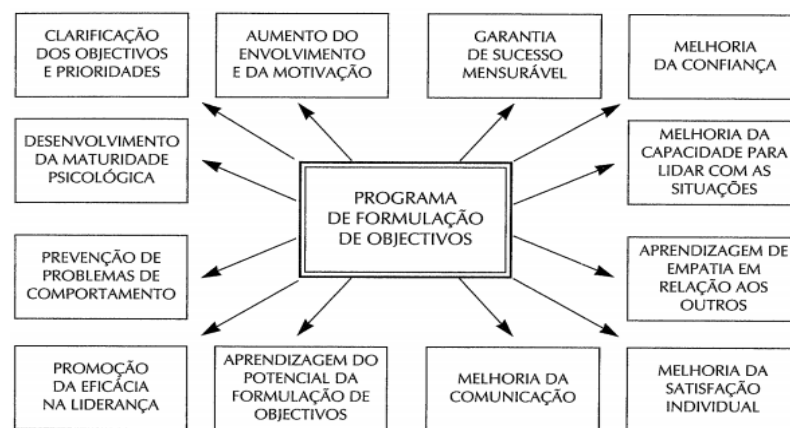 CLARIFICAÇÃO
DOS OBJECTIVOS
E PRIORIDADES
AUMENTO DO
ENVOLVIMENTO
E DA MOTIVAÇÃO
GARANTIA
DE SUCESSO
MENSURÁVEL
MELHORIA
DA CONFIANÇA
DESENVOLVIMENTO
DA MATURIDADE
PSICOLÓGICA
MELHORIA DA
CAPACIDADE PARA
LIDAR COM AS
SITUAÇÕES
PROGRAMA
DE FORMULAÇÃO
DE OBJECTIVOS
PREVENÇÃO DE
PROBLEMAS DE
COMPORTAMENTO
APRENDIZAGEM DE
EMPATIA EM
RELAÇÃO AOS
OUTROS
PROMOÇÃO
DA EFICÁCIA
NA LIDERANÇA
APRENDIZAGEM DO
POTENCIAL DA
FORMULAÇÃO DE
OBJECTIVOS
MELHORIA DA
COMUNICAÇÃO
MELHORIA DA
SATISFAÇÃO
INDIVIDUAL